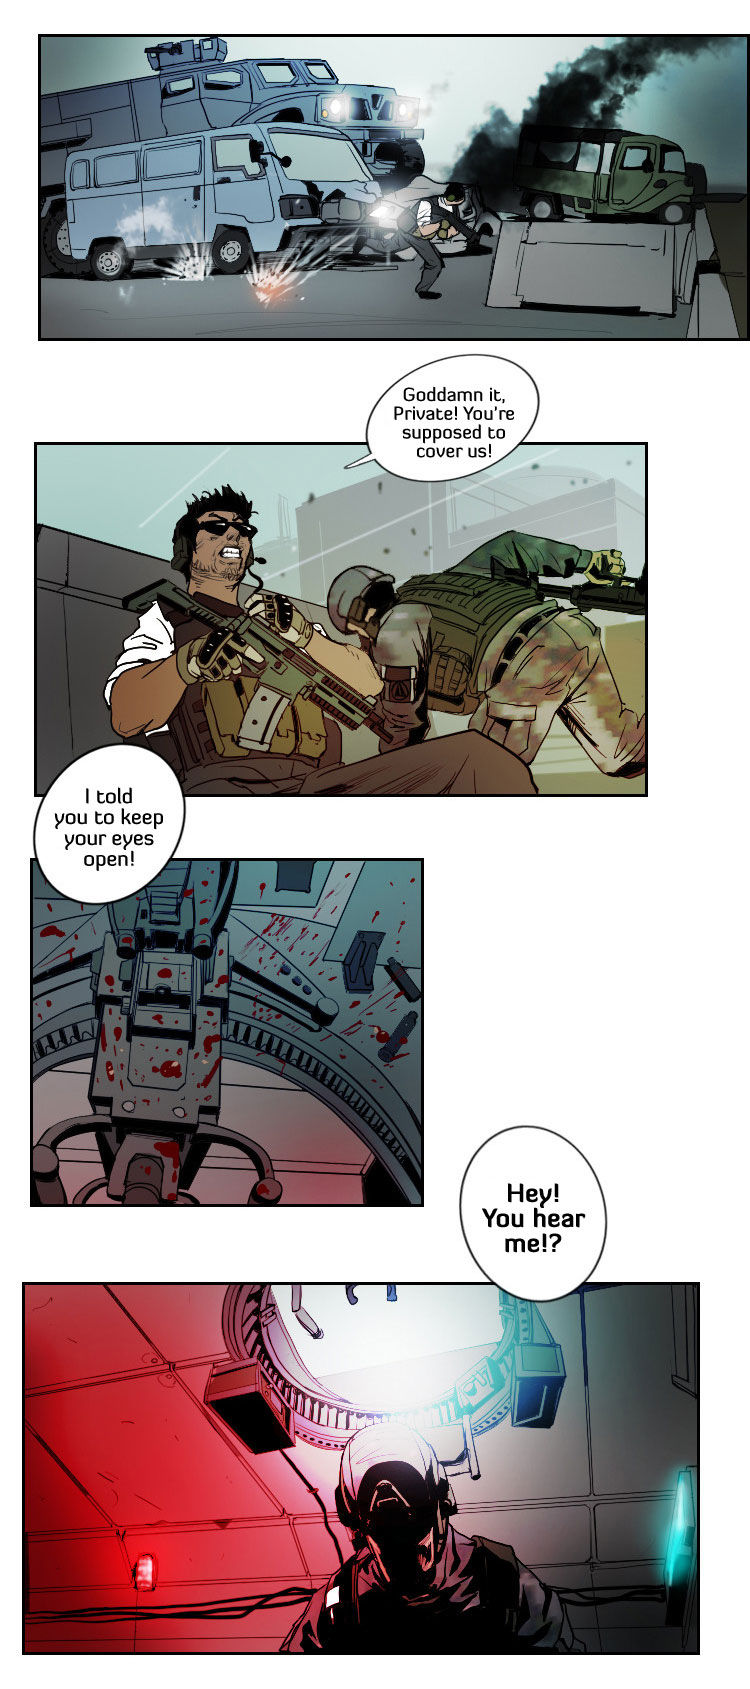 Goddamn it,
Private! You're
supposed to
cover us!
I told
you to keep
your eyes
open!
Hey!
You hear
me!?